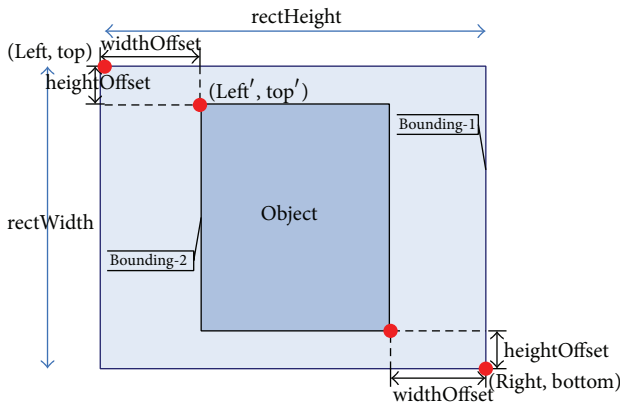 rectHeight
widthOffset
(Left, top)
heightOffset
(Left′, top′)
Bounding-1
Object
rectWidth
Bounding-2
heightOffset
(Right, bottom)
widthOffset